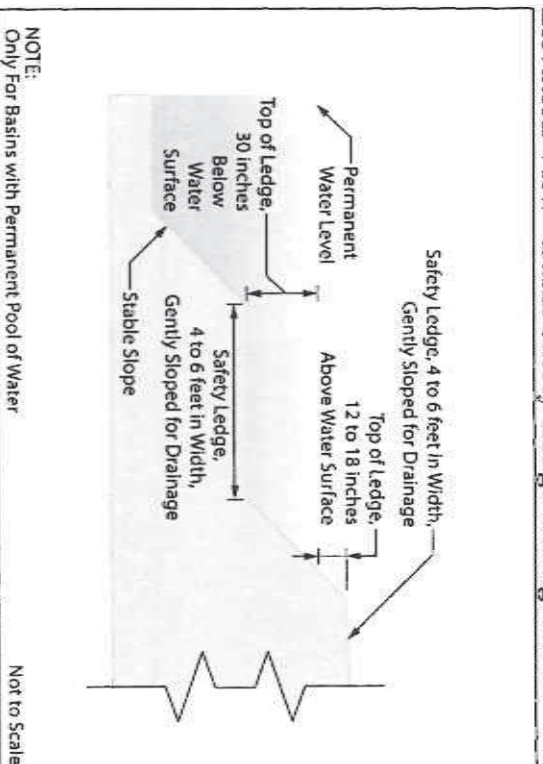 Safety Ledge, 4 to 6 feet in Width,
Gently Sloped for Drainage
Top of Ledge,
12 to 18 inches
Above Water Surface
Permanent
Water Level
Top of Ledge,
30 inches
Below
Water
Surface
Safety Ledge,
4 to 6 feet in Width,
Gently Sloped for Drainage
Stable Slope
NOTE:
Only For Basins with Permanent Pool of Water
Not to Scale